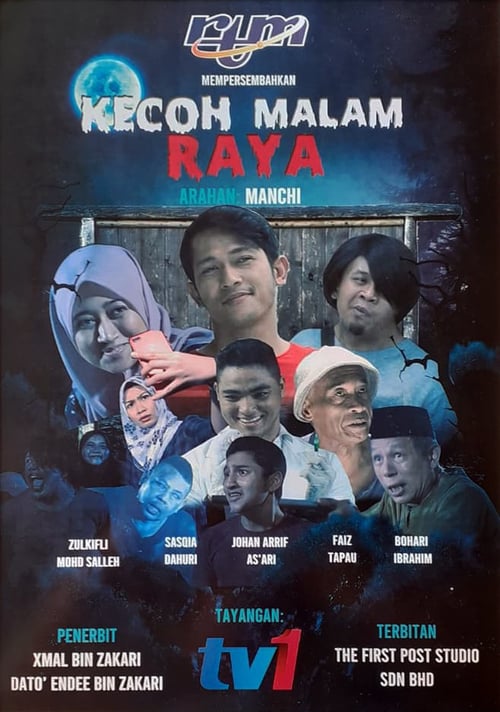 rtm
MEMPERSEMBAHKAN
KECOH MALAM
RAYA
ARAHAN: MANCHI
ZULKIFLI
MOHD SALLEH
SASQIA
DAHURI
JOHAN ARRIF
AS'ARI
FAIZ
TAPAU
BOHARI
IBRAHIM
PENERBIT
XMAL BIN ZAKARI
DATO' ENDEE BIN ZAKARI
TAYANGAN:
tv1
TERBITAN
THE FIRST POST STUDIO
SDN BHD